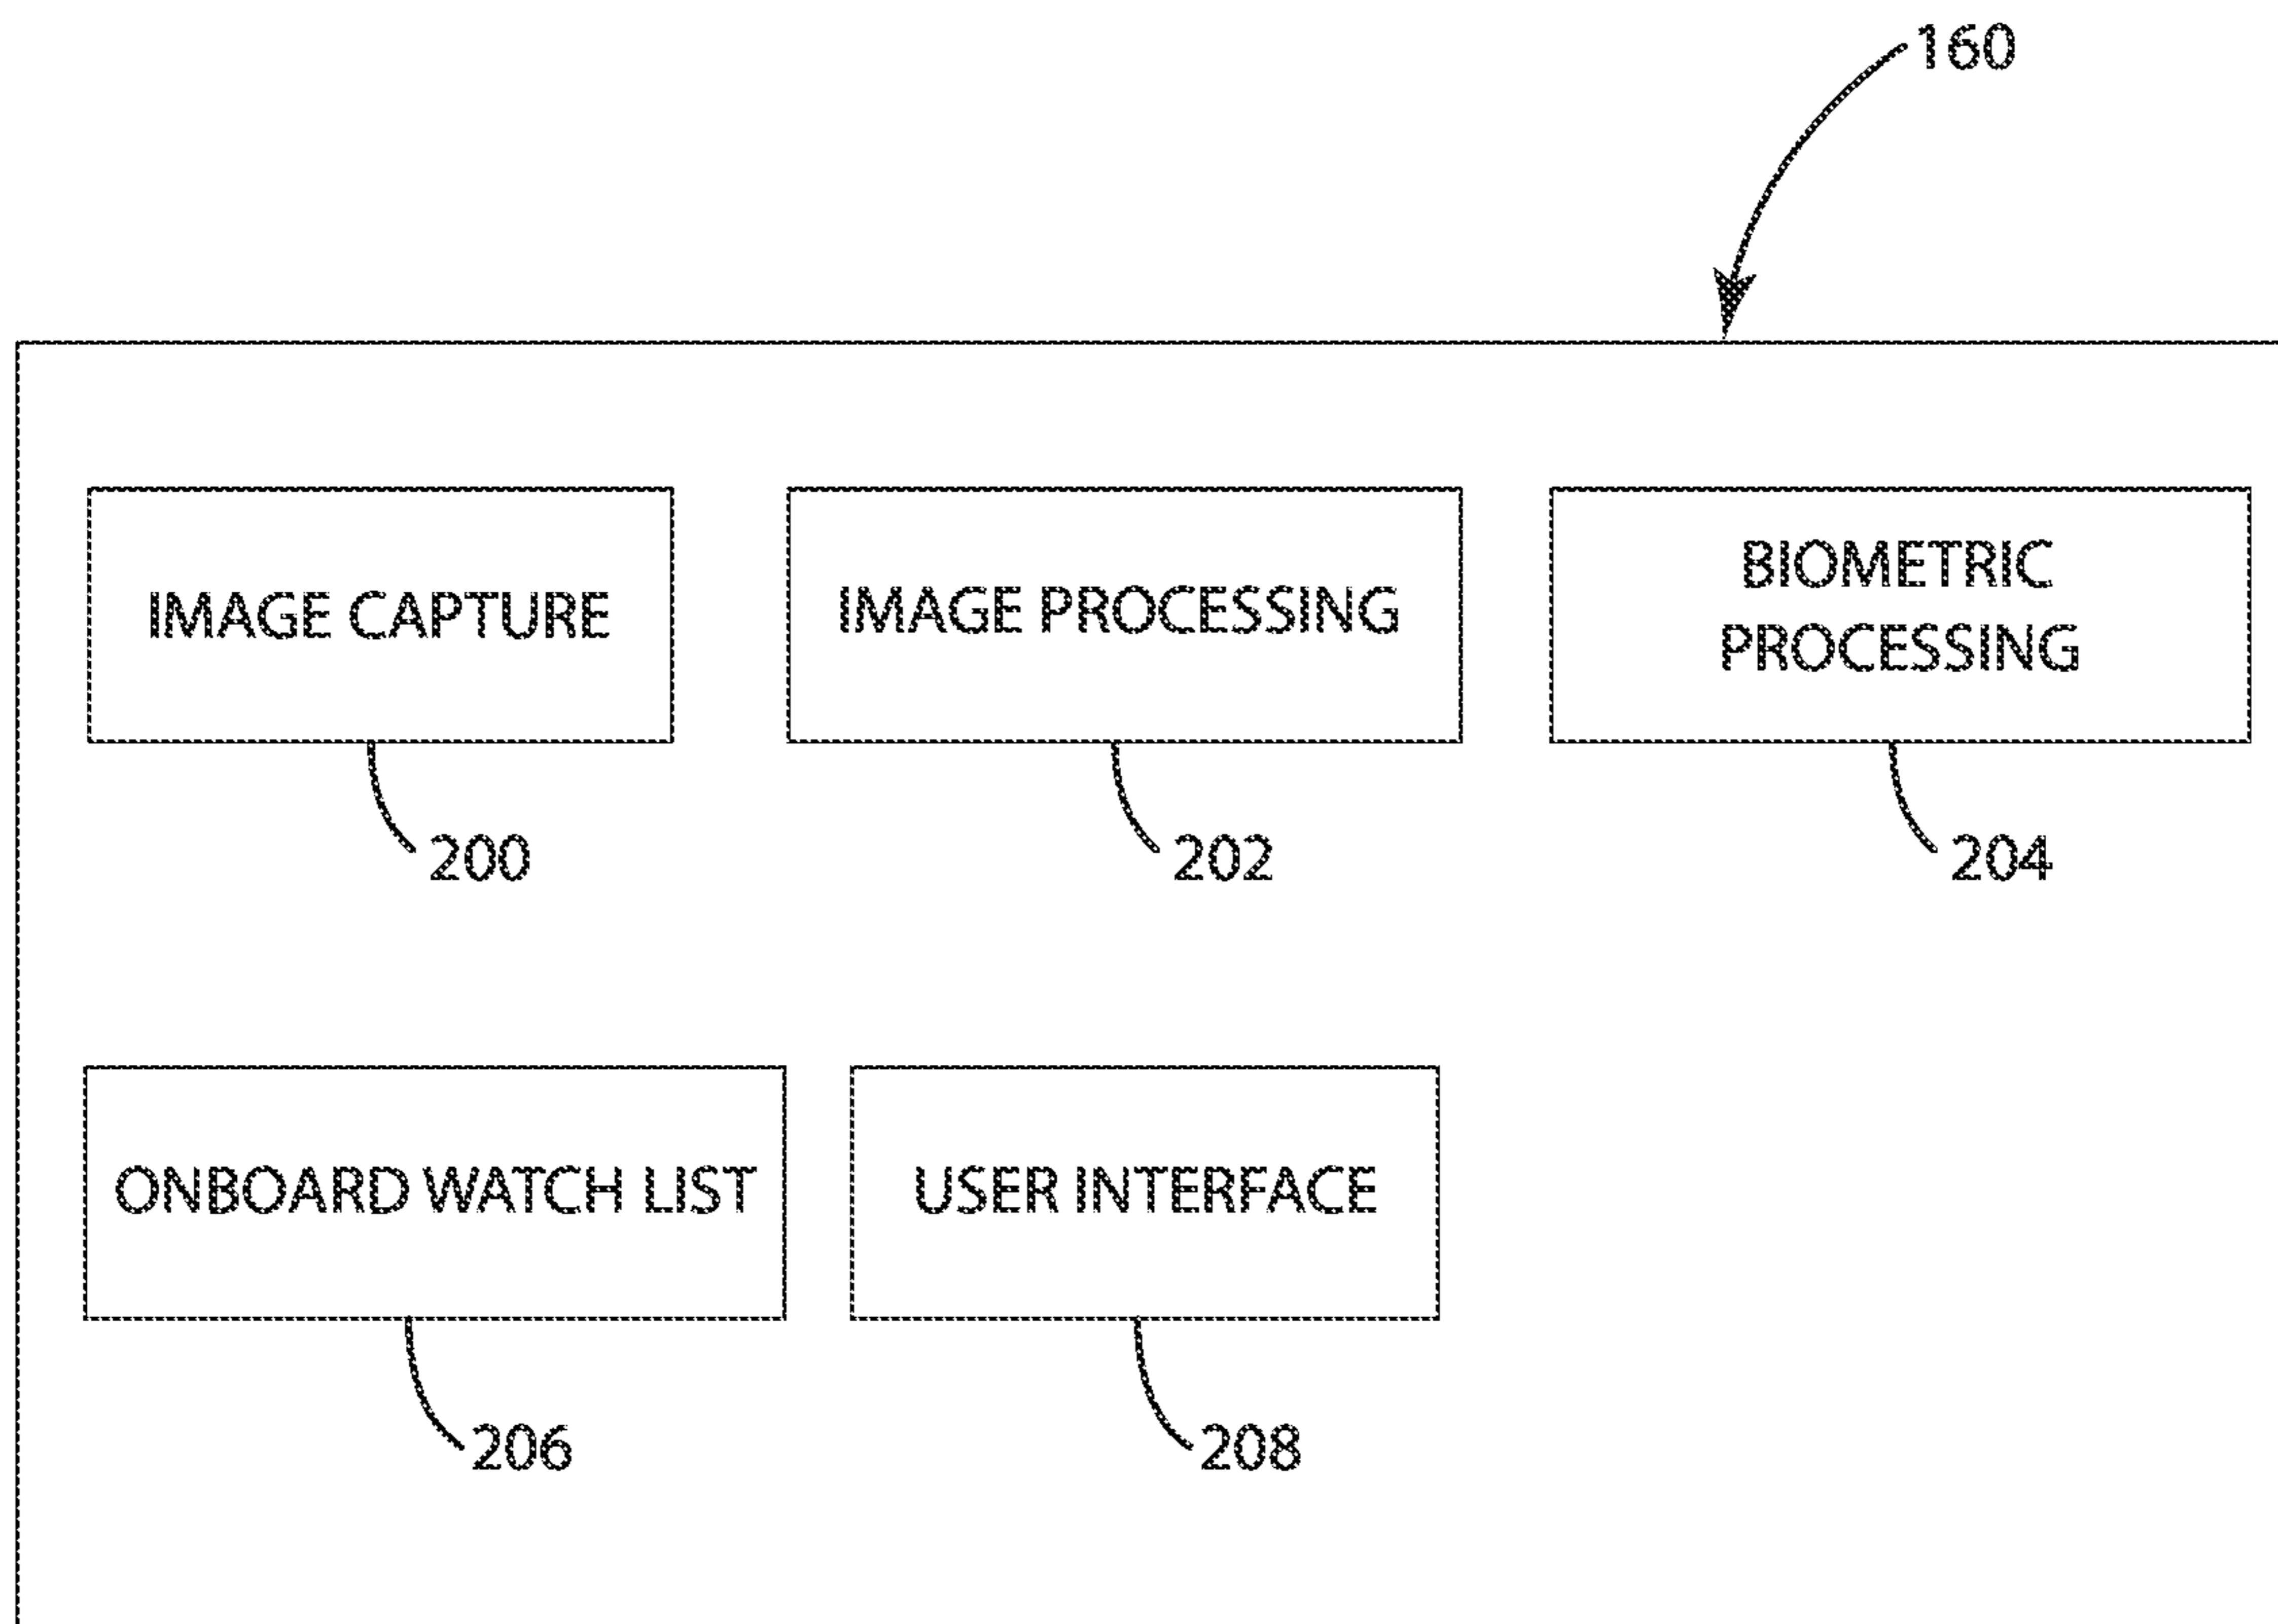 160
IMAGE CAPTURE
IMAGE PROCESSING
BIOMETRIC
PROCESSING
200
202
204
ONBOARD WATCH LIST
USER INTERFACE
206
208